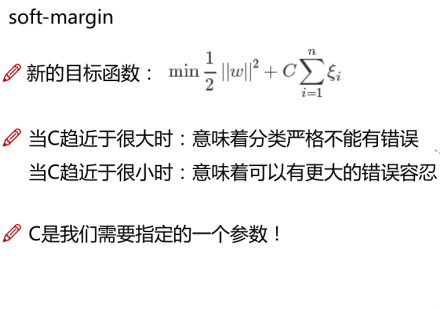 soft-margin
新的目标函数： min 1/2 ||w||² + C∑ⁿᵢ₌₁ ξᵢ
当C趋近于很大时：意味着分类严格不能有错误
当C趋近于很小时：意味着可以有更大的错误容忍
C是我们需要指定的一个参数！